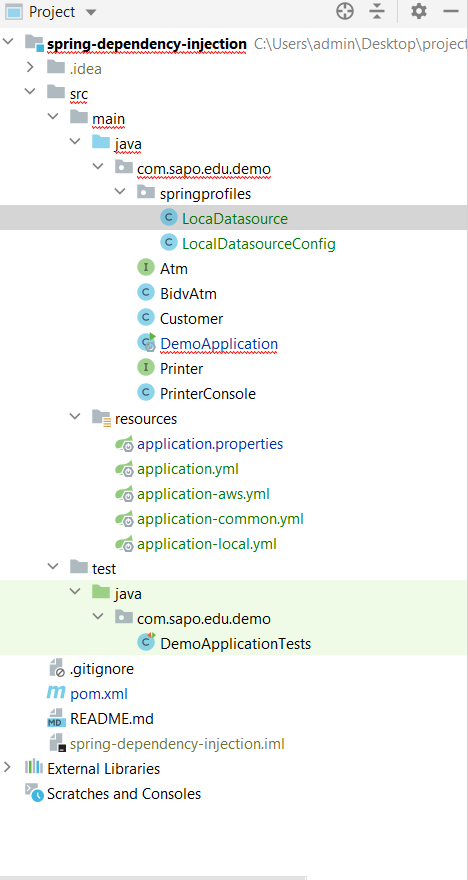 Project
spring-dependency-injection C:\Users\admin\Desktop\project
.idea
src
main
java
com.sapo.edu.demo
springprofiles
C LocaDatasource
C LocalDatasourceConfig
I Atm
C BidvAtm
C Customer
C DemoApplication
I Printer
C PrinterConsole
resources
application.properties
application.yml
application-aws.yml
application-common.yml
application-local.yml
test
java
com.sapo.edu.demo
C DemoApplicationTests
.gitignore
m pom.xml
MD README.md
spring-dependency-injection.iml
External Libraries
Scratches and Consoles